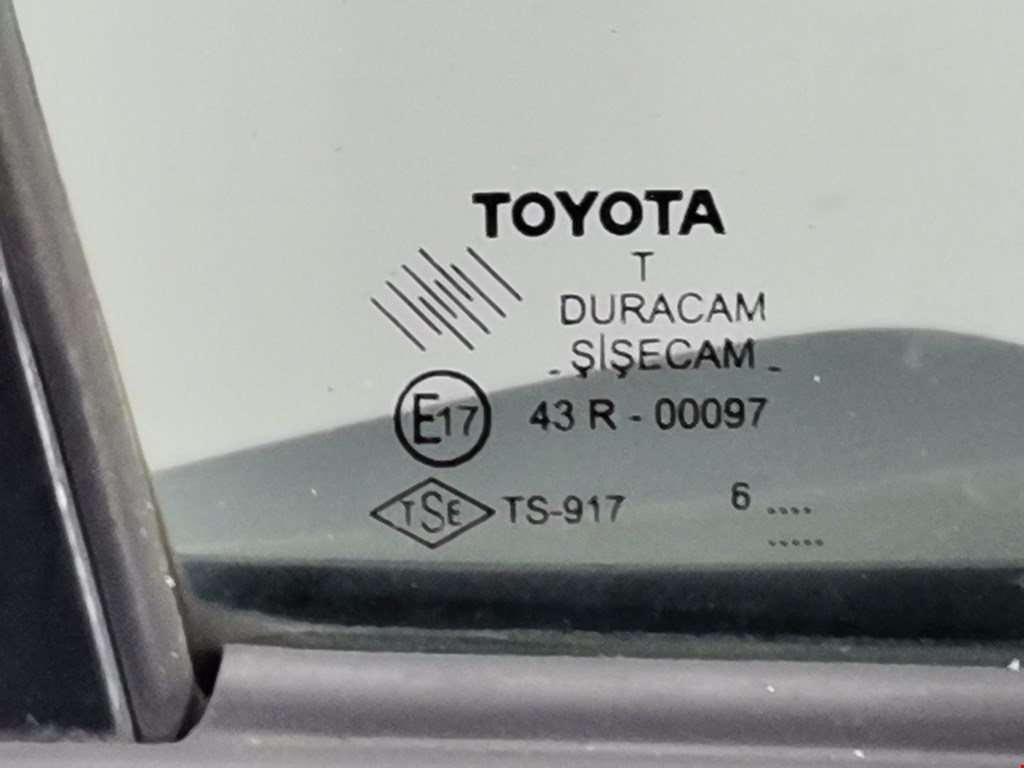 TOYOTA
T
DURACAM
- ŞİŞECAM -
E17 43 R - 00097
TSE TS-917 6 ....
.....